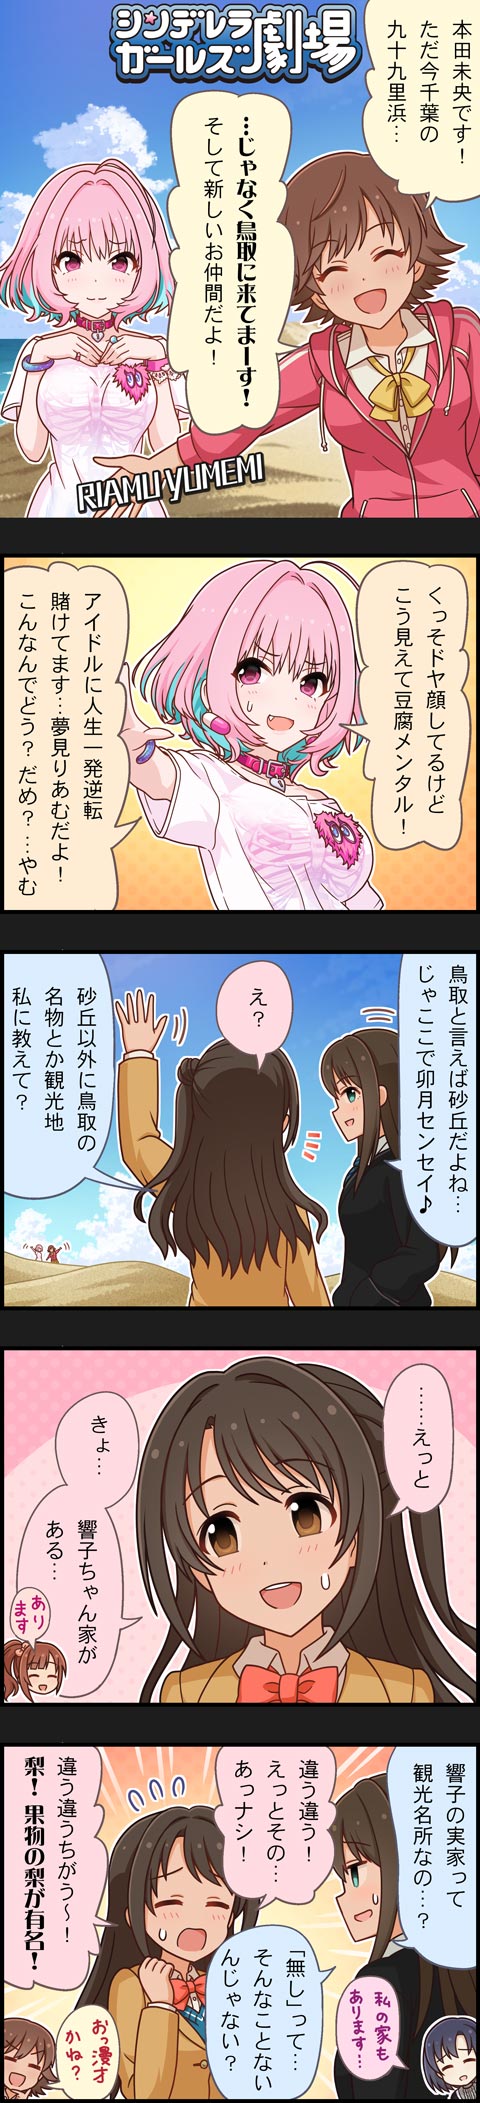 シンデレラ
ガールズ劇場
本田未央です！
ただ今千葉の
九十九里浜…
…じゃなく鳥取に来てまーす！
そして新しいお仲間だよ！
RIAMU YUMEMI
くっそドヤ顔してるけど
こう見えて豆腐メンタル！
アイドルに人生一発逆転
賭けてます…夢見りあむだよ！
こんなんでどう？だめ？…やむ
鳥取と言えば砂丘だよね…
じゃここで卯月センセイ♪
え？
砂丘以外に鳥取の
名物とか観光地
私に教えて？
……えっと
きょ…
響子ちゃん家が
ある…
あり
ます
響子の実家って
観光名所なの…？
違う違う！
えっとその…
あっナシ！
「無し」って…
そんなことない
んじゃない？
私の家も
あります…
違う違うちがう〜！
梨！果物の梨が有名！
おっ漫才
かね？